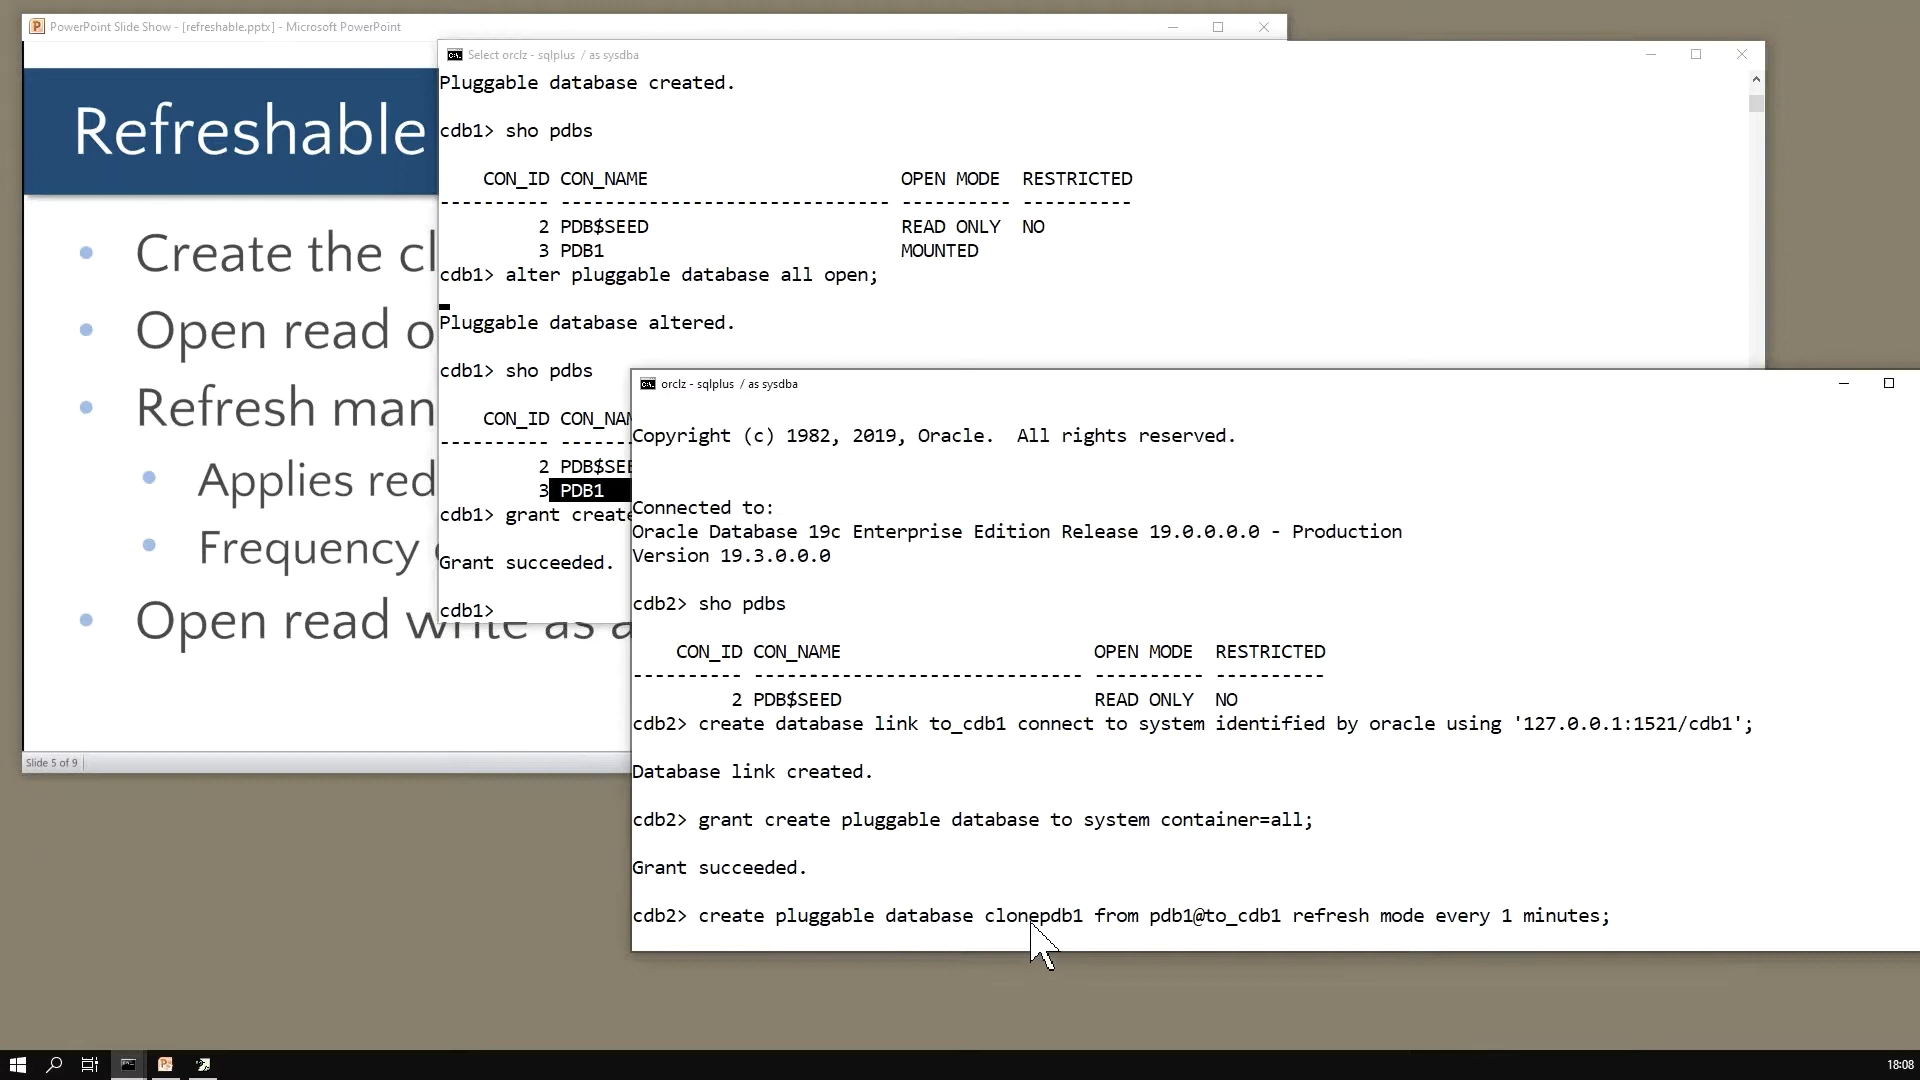 PowerPoint Slide Show - [refreshable.pptx] - Microsoft PowerPoint
Refreshable
Create the cl
Open read o
Refresh man
Applies red
Frequency
Open read write as a
Slide 5 of 9
Select orclz - sqlplus / as sysdba
Pluggable database created.
cdb1> sho pdbs
CON_ID CON_NAME OPEN MODE RESTRICTED
---------- ------------------------------ ---------- ----------
2 PDB$SEED READ ONLY NO
3 PDB1 MOUNTED
cdb1> alter pluggable database all open;
Pluggable database altered.
cdb1> sho pdbs
CON_ID CON_NAM
---------- ------
2 PDB$SEE
3 PDB1
cdb1> grant create
Grant succeeded.
cdb1>
orclz - sqlplus / as sysdba
Copyright (c) 1982, 2019, Oracle. All rights reserved.
Connected to:
Oracle Database 19c Enterprise Edition Release 19.0.0.0.0 - Production
Version 19.3.0.0.0
cdb2> sho pdbs
CON_ID CON_NAME OPEN MODE RESTRICTED
---------- ------------------------------ ---------- ----------
2 PDB$SEED READ ONLY NO
cdb2> create database link to_cdb1 connect to system identified by oracle using '127.0.0.1:1521/cdb1';
Database link created.
cdb2> grant create pluggable database to system container=all;
Grant succeeded.
cdb2> create pluggable database clonepdb1 from pdb1@to_cdb1 refresh mode every 1 minutes;
18:08